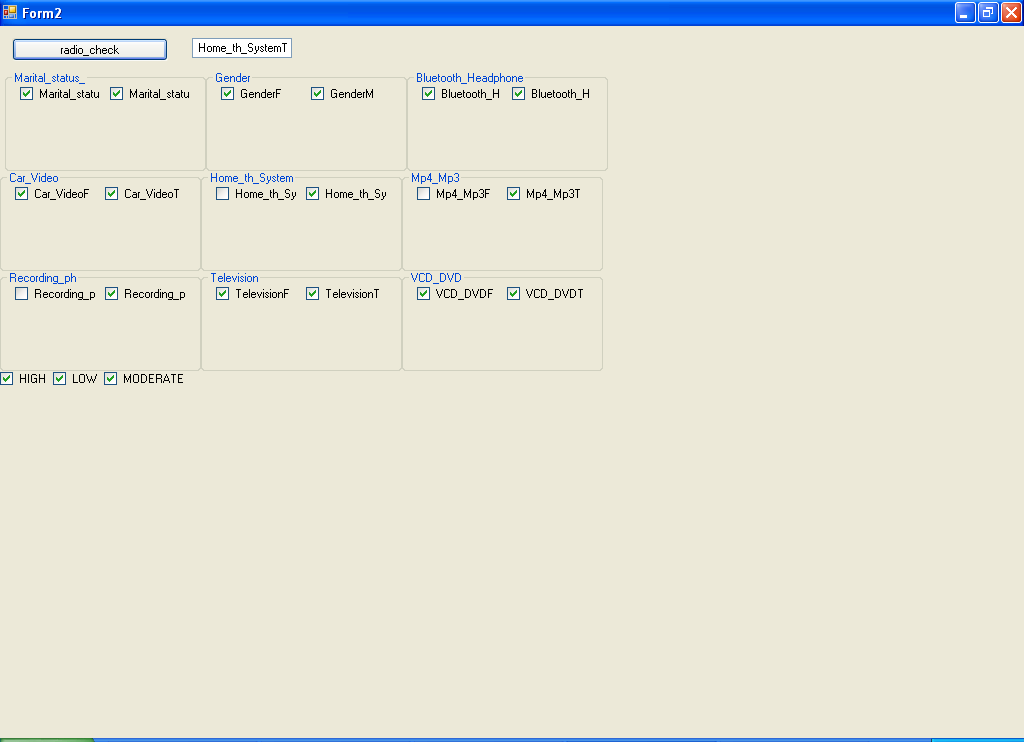 Form2
radio_check Home_th_SystemT
Marital_status_ Gender Bluetooth_Headphone
Marital_statu Marital_statu GenderF GenderM Bluetooth_H Bluetooth_H
Car_Video Home_th_System Mp4_Mp3
Car_VideoF Car_VideoT Home_th_Sy Home_th_Sy Mp4_Mp3F Mp4_Mp3T
Recording_ph Television VCD_DVD
Recording_p Recording_p TelevisionF TelevisionT VCD_DVDF VCD_DVDT
HIGH LOW MODERATE